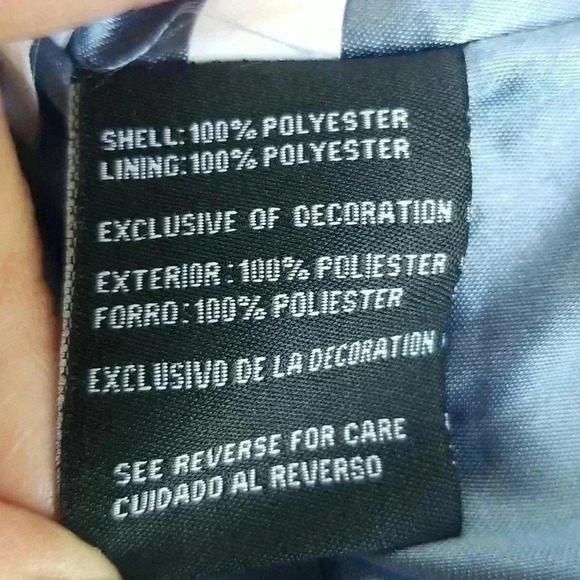 SHELL: 100% POLYESTER
LINING: 100% POLYESTER
EXCLUSIVE OF DECORATION
EXTERIOR: 100% POLIESTER
FORRO: 100% POLIESTER
EXCLUSIVO DE LA DECORATION
SEE REVERSE FOR CARE
CUIDADO AL REVERSO